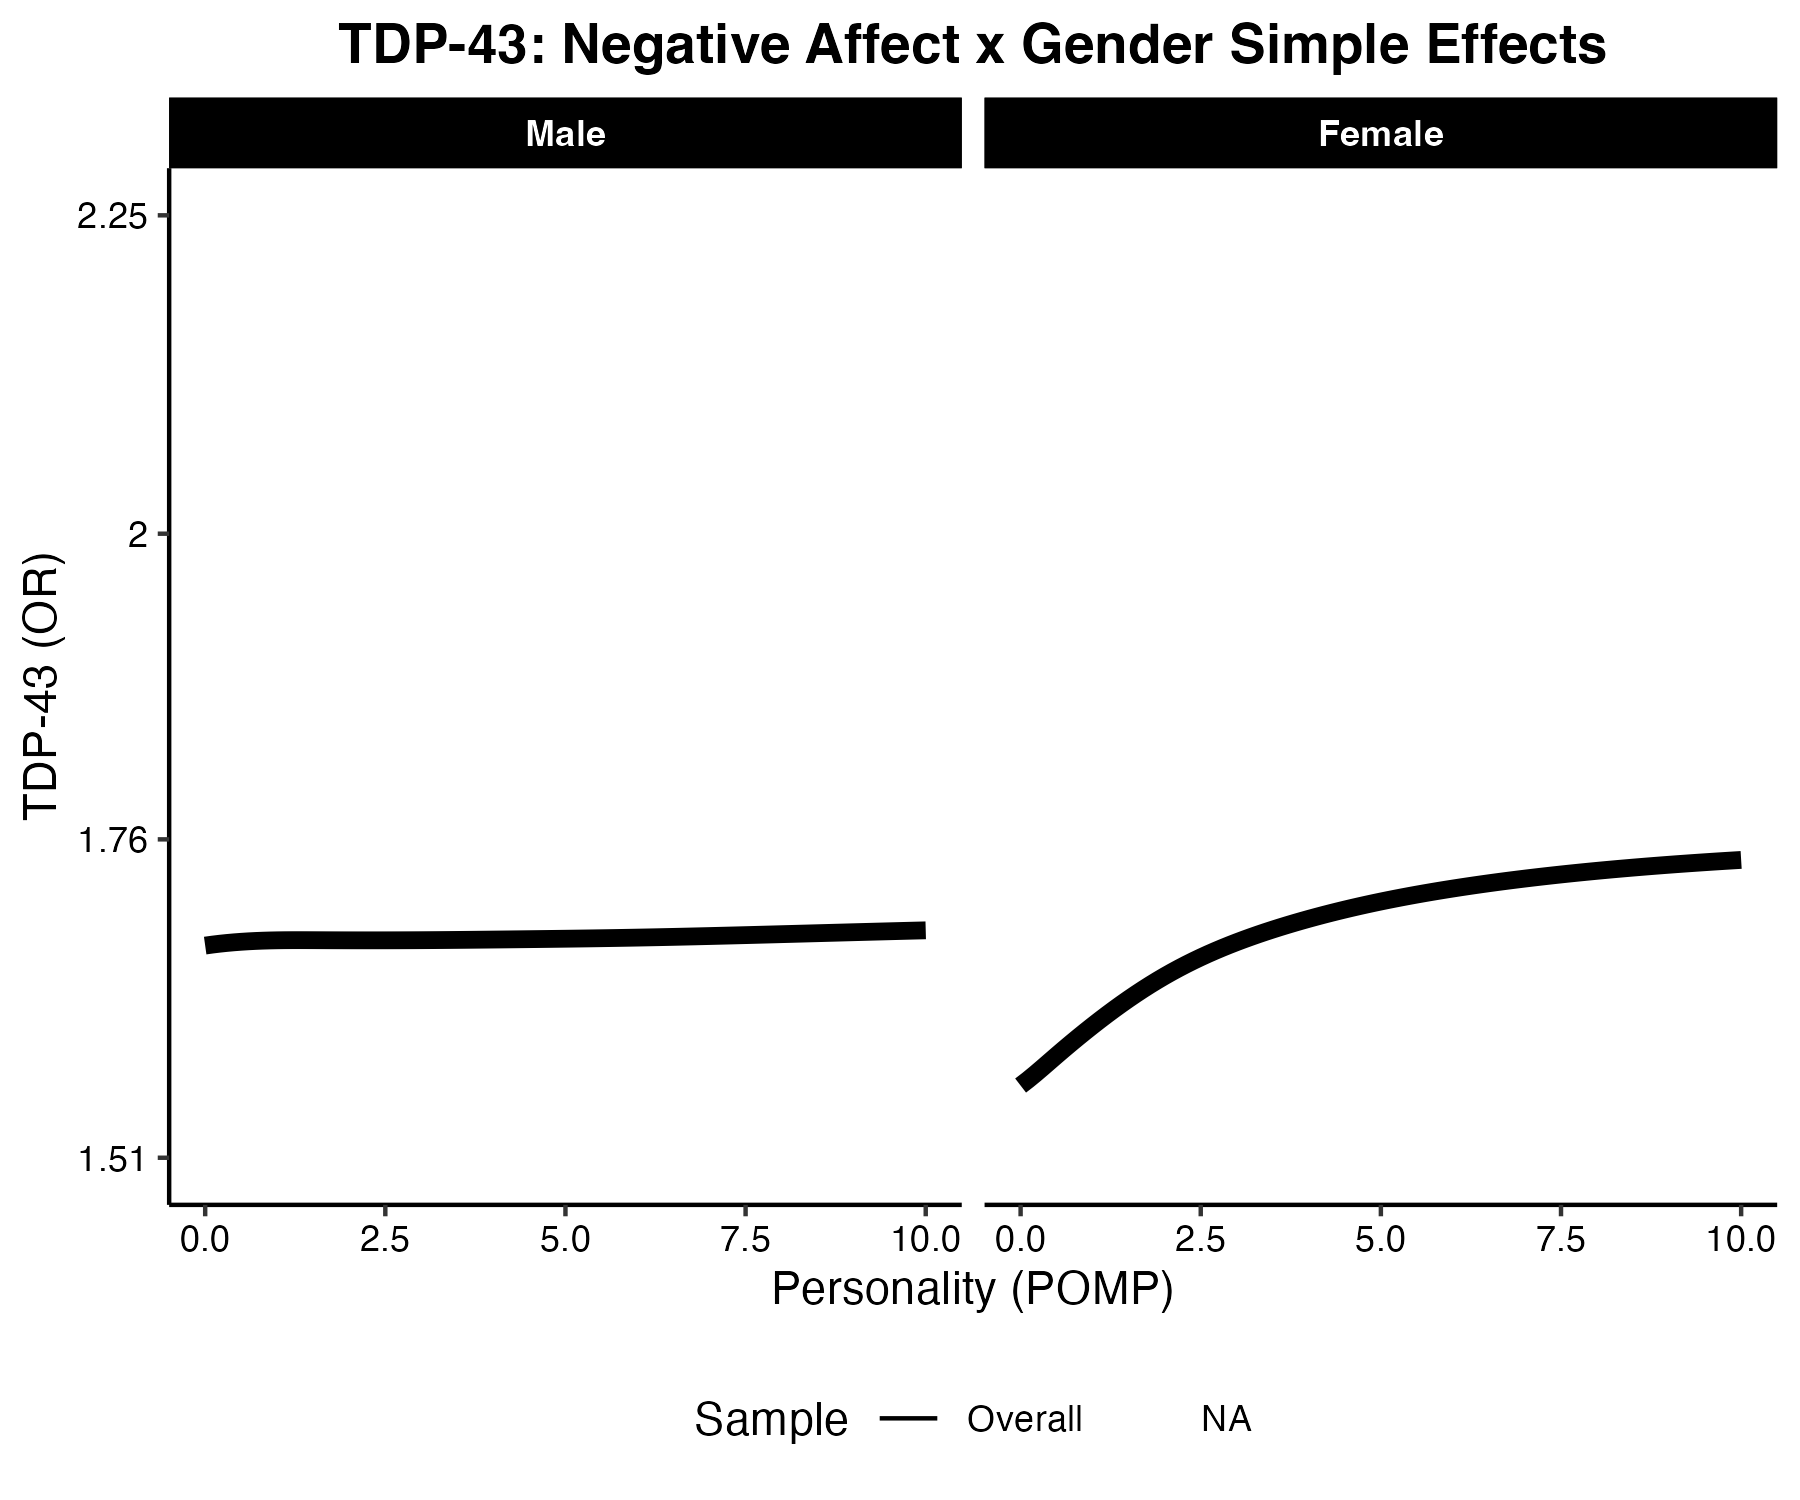 TDP-43: Negative Affect x Gender Simple Effects
Male
Female
TDP-43 (OR)
2.25
2
1.76
1.51
0.0 2.5 5.0 7.5 10.0
0.0 2.5 5.0 7.5 10.0
Personality (POMP)
Sample Overall NA